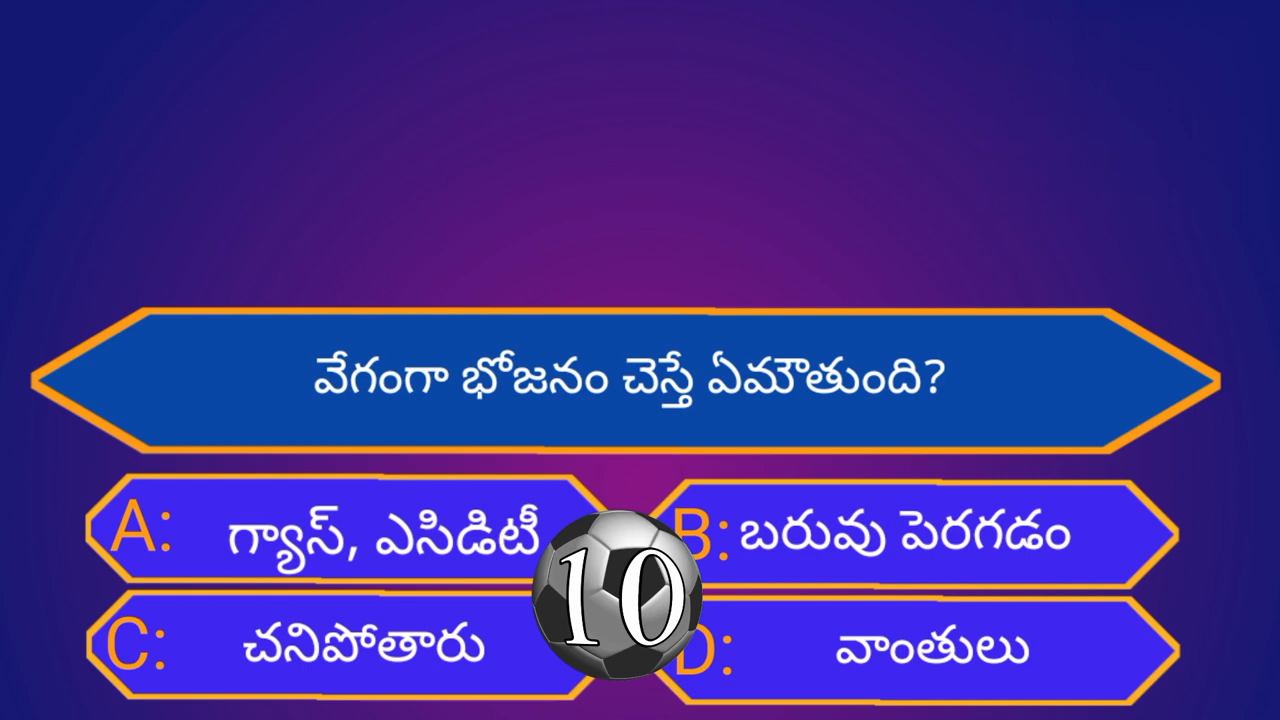 వేగంగా భోజనం చేస్తే ఏమౌతుంది?
A: గ్యాస్, ఎసిడిటీ
B: బరువు పెరగడం
C: చనిపోతారు
D: వాంతులు
10